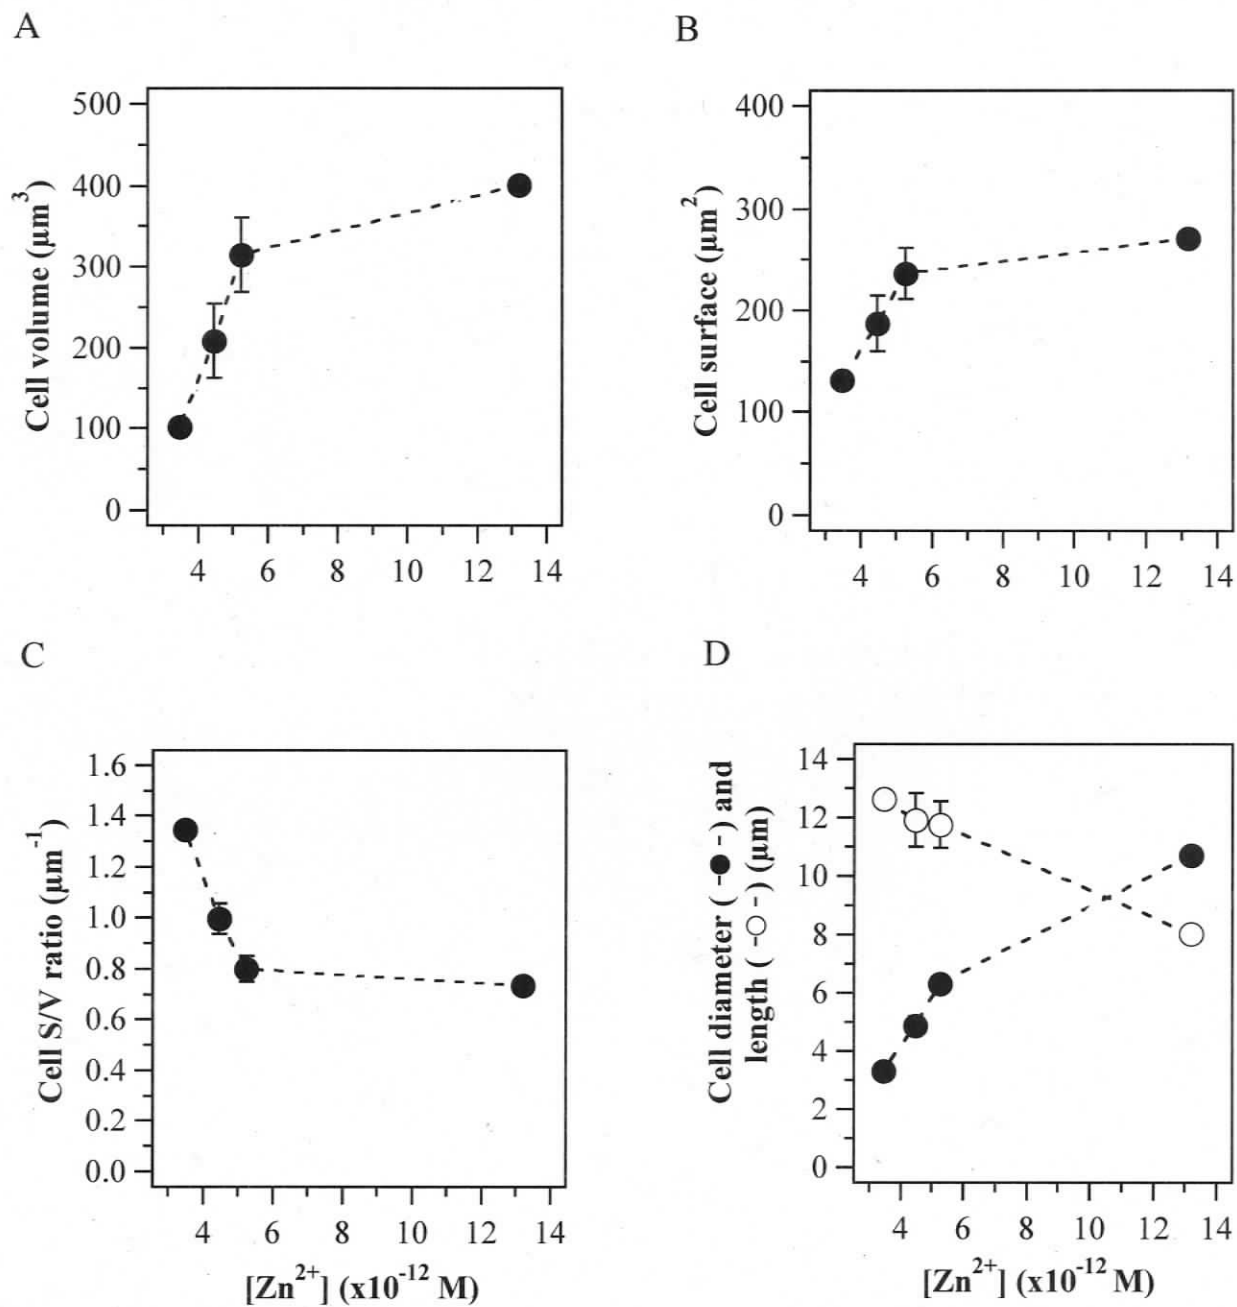 A
B
500
400
300
200
100
0
Cell volume (μm³)
4 6 8 10 12 14
400
300
200
100
0
Cell surface (μm²)
4 6 8 10 12 14
C
D
1.6
1.4
1.2
1.0
0.8
0.6
0.4
0.2
0.0
Cell S/V ratio (μm⁻¹)
4 6 8 10 12 14
[Zn²⁺] (x10⁻¹² M)
14
12
10
8
6
4
2
0
Cell diameter (-●-) and
length (-○-) (μm)
4 6 8 10 12 14
[Zn²⁺] (x10⁻¹² M)